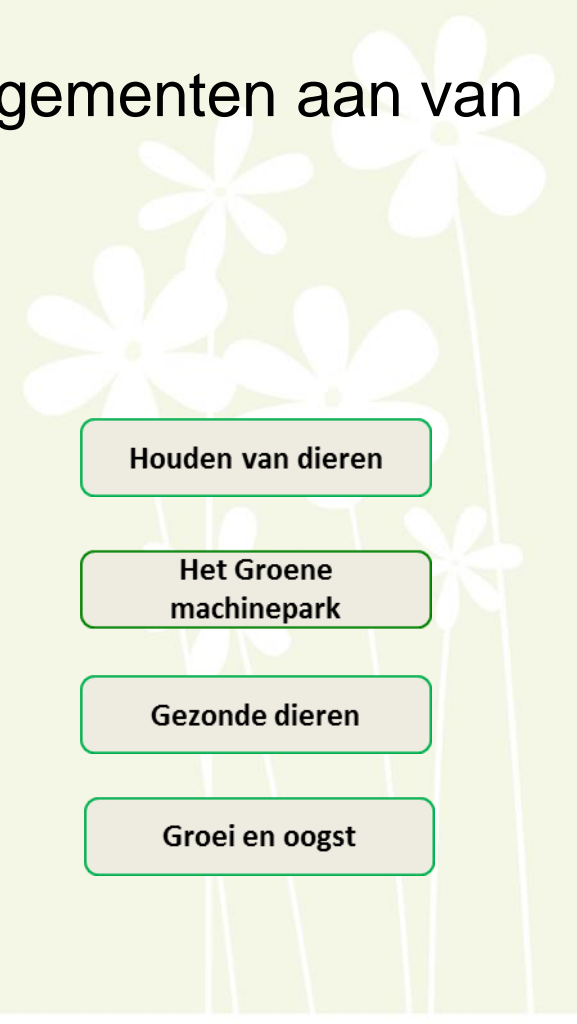 gementen aan van
Houden van dieren
Het Groene
machinepark
Gezonde dieren
Groei en oogst